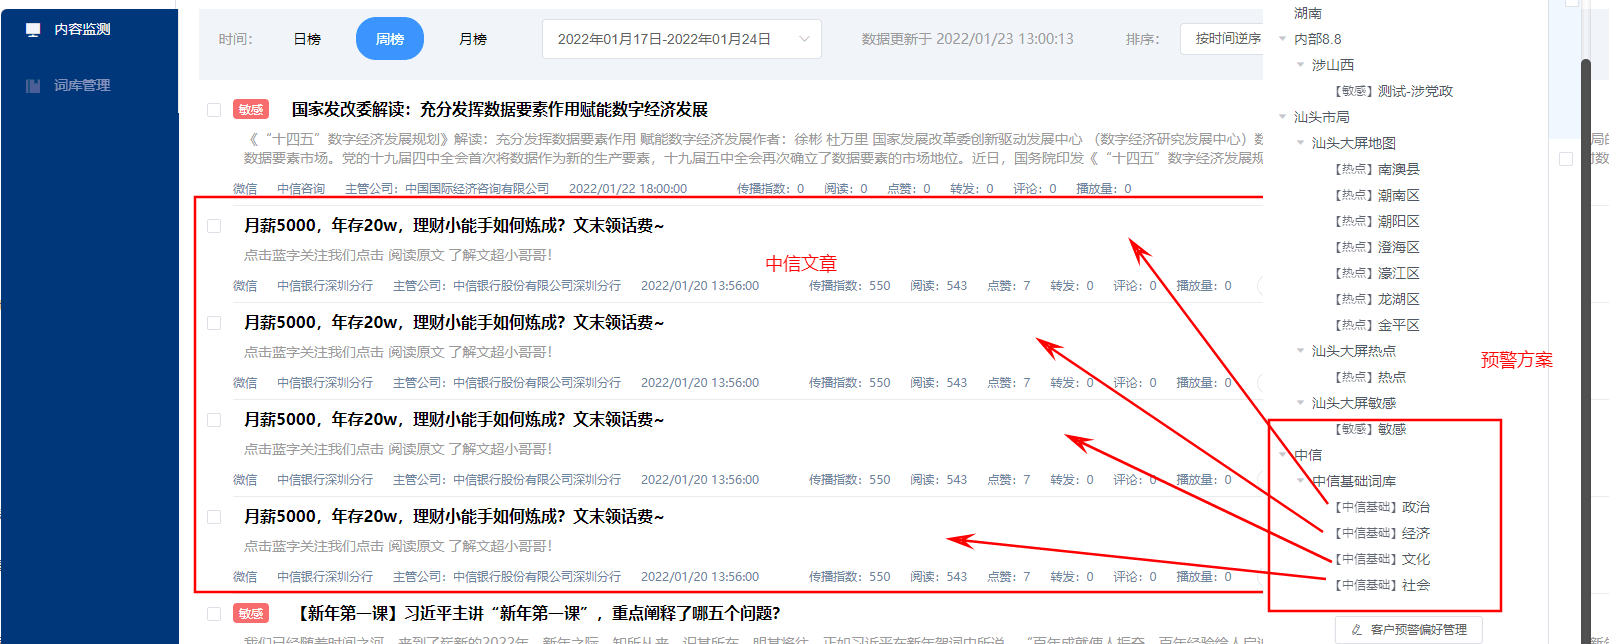 内容监测
词库管理
时间：
日榜
周榜
月榜
2022年01月17日-2022年01月24日
数据更新于 2022/01/23 13:00:13
排序：
按时间逆序
敏感
国家发改委解读：充分发挥数据要素作用赋能数字经济发展
《 “十四五”数字经济发展规划》解读：充分发挥数据要素作用 赋能数字经济发展作者：徐彬 杜万里 国家发展改革委创新驱动发展中心 （数字经济研究发展中心）数
数据要素市场。党的十九届四中全会首次将数据作为新的生产要素，十九届五中全会再次确立了数据要素的市场地位。近日，国务院印发《 “十四五”数字经济发展规
微信 中信咨询 主管公司：中国国际经济咨询有限公司 2022/01/22 18:00:00 传播指数：0 阅读：0 点赞：0 转发：0 评论：0 播放量：0
月薪5000，年存20w，理财小能手如何炼成？文末领话费~
点击蓝字关注我们点击 阅读原文 了解文超小哥哥！
中信文章
微信 中信银行深圳分行 主管公司：中信银行股份有限公司深圳分行 2022/01/20 13:56:00 传播指数：550 阅读：543 点赞：7 转发：0 评论：0 播放量：0
月薪5000，年存20w，理财小能手如何炼成？文末领话费~
点击蓝字关注我们点击 阅读原文 了解文超小哥哥！
微信 中信银行深圳分行 主管公司：中信银行股份有限公司深圳分行 2022/01/20 13:56:00 传播指数：550 阅读：543 点赞：7 转发：0 评论：0 播放量：0
月薪5000，年存20w，理财小能手如何炼成？文末领话费~
点击蓝字关注我们点击 阅读原文 了解文超小哥哥！
微信 中信银行深圳分行 主管公司：中信银行股份有限公司深圳分行 2022/01/20 13:56:00 传播指数：550 阅读：543 点赞：7 转发：0 评论：0 播放量：0
月薪5000，年存20w，理财小能手如何炼成？文末领话费~
点击蓝字关注我们点击 阅读原文 了解文超小哥哥！
微信 中信银行深圳分行 主管公司：中信银行股份有限公司深圳分行 2022/01/20 13:56:00 传播指数：550 阅读：543 点赞：7 转发：0 评论：0 播放量：0
敏感
【新年第一课】习近平主讲“新年第一课”，重点阐释了哪五个问题？
湖南
内部8.8
涉山西
【敏感】测试-涉党政
汕头市局
汕头大屏地图
【热点】南澳县
【热点】潮南区
【热点】潮阳区
【热点】澄海区
【热点】濠江区
【热点】龙湖区
【热点】金平区
汕头大屏热点
【热点】热点
汕头大屏敏感
【敏感】敏感
中信
中信基础词库
【中信基础】政治
【中信基础】经济
【中信基础】文化
【中信基础】社会
客户预警偏好管理
预警方案